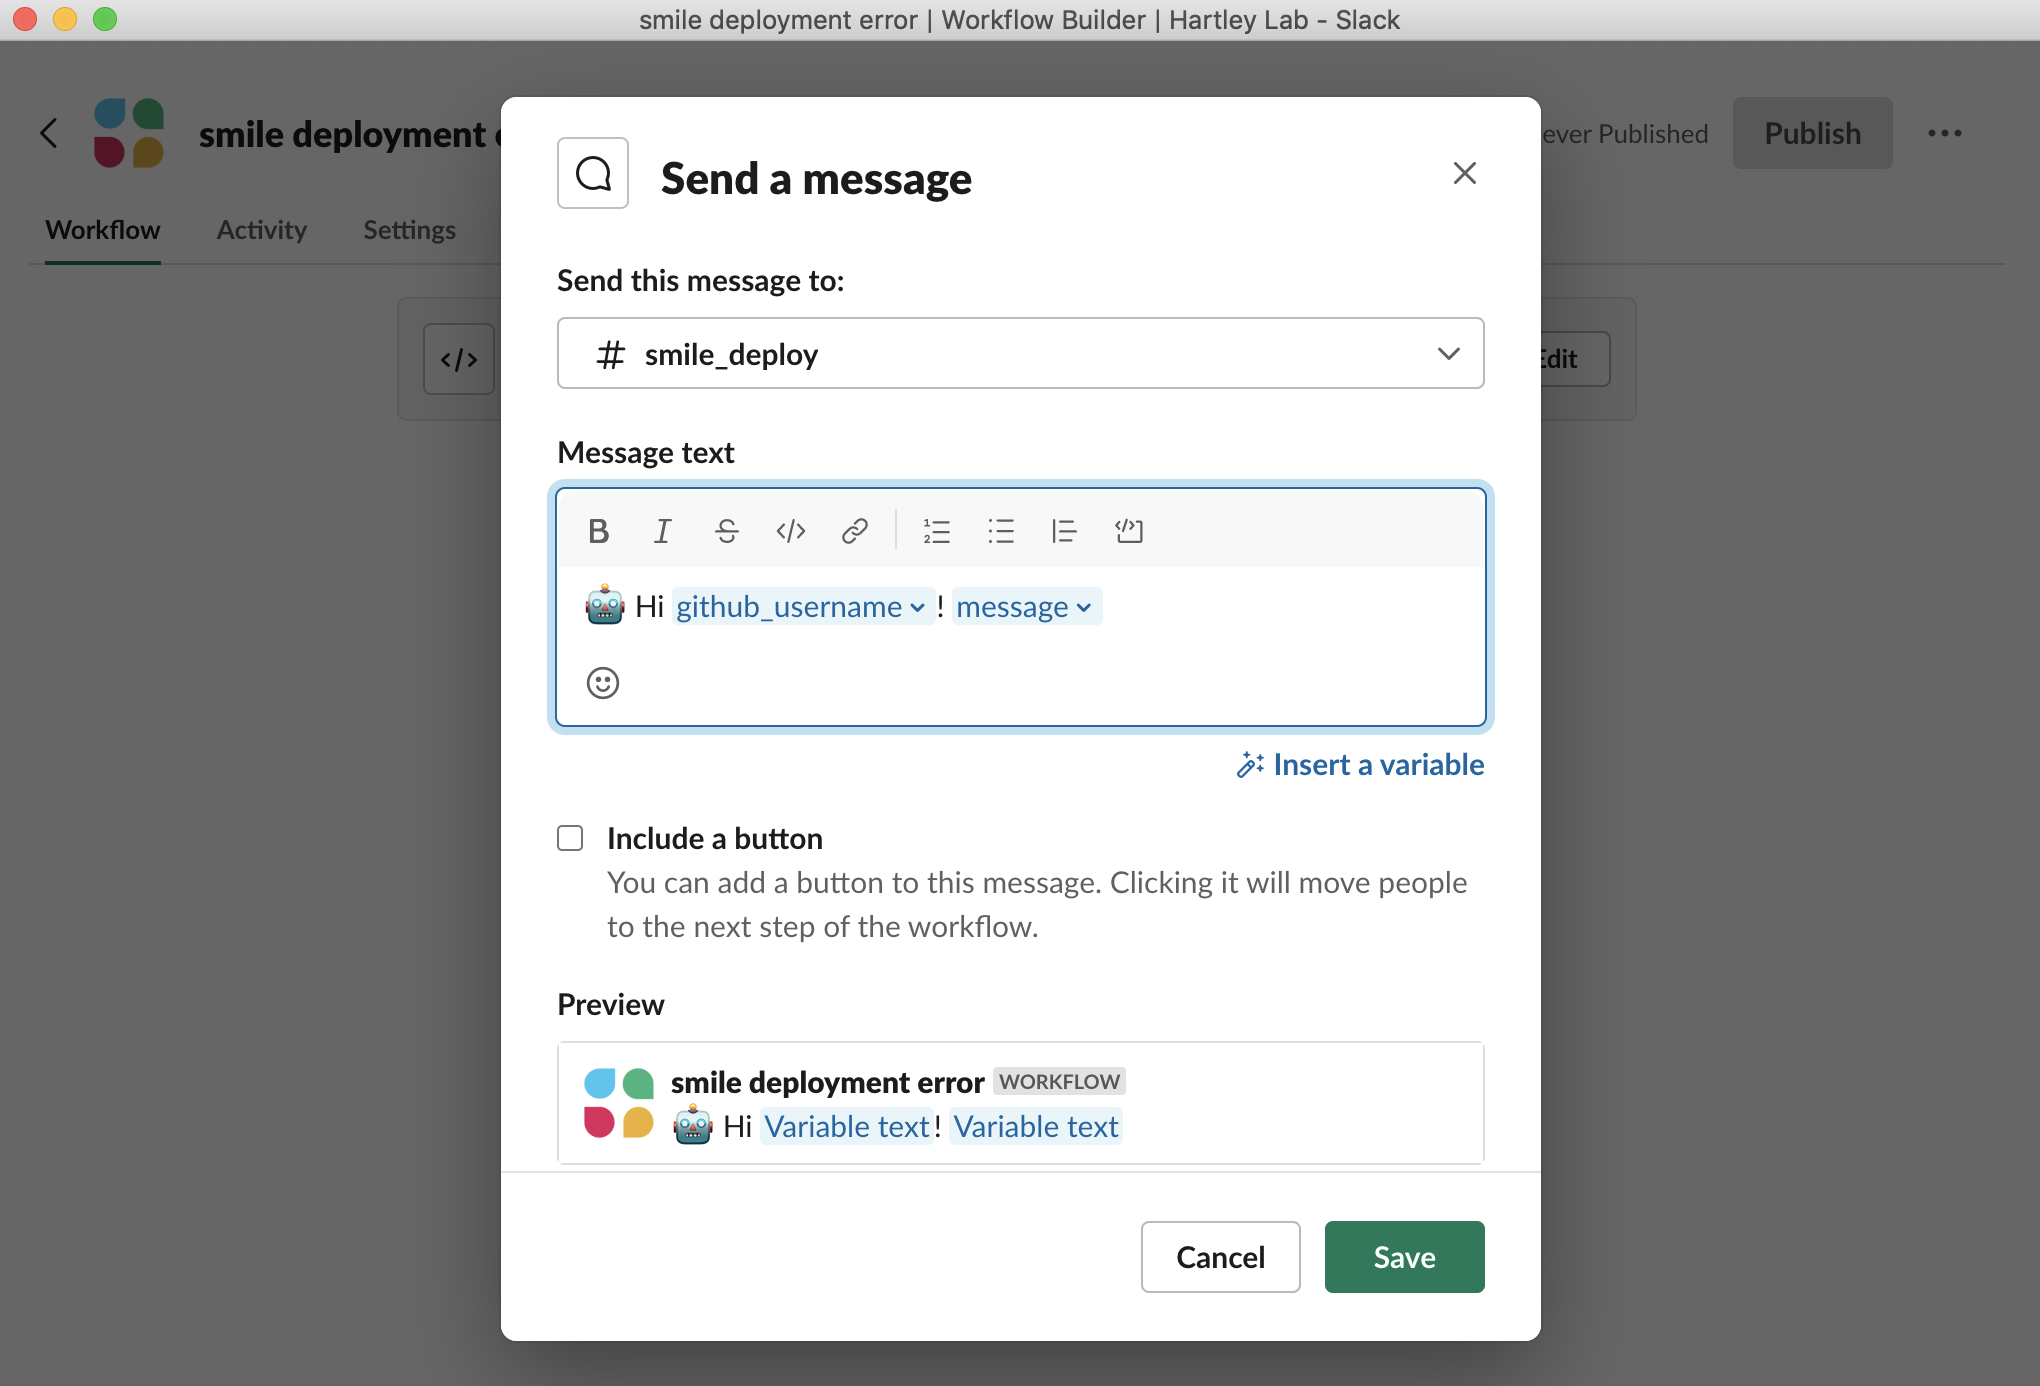 smile deployment error | Workflow Builder | Hartley Lab - Slack
smile deployment
ever Published
Publish
Workflow
Activity
Settings
Edit
Send a message
Send this message to:
# smile_deploy
Message text
🤖 Hi github_username ! message
Insert a variable
Include a button
You can add a button to this message. Clicking it will move people
to the next step of the workflow.
Preview
smile deployment error WORKFLOW
🤖 Hi Variable text! Variable text
Cancel
Save